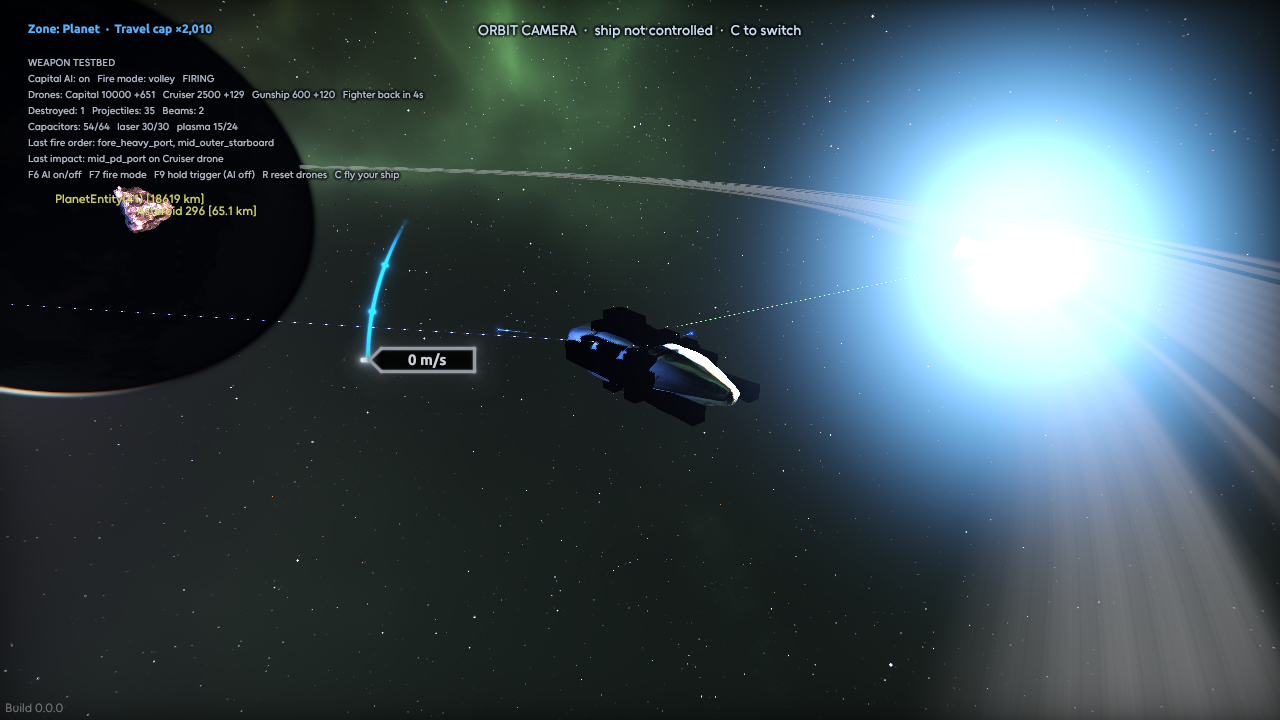 Zone: Planet · Travel cap ×2,010
ORBIT CAMERA · ship not controlled · C to switch
WEAPON TESTBED
Capital AI: on Fire mode: volley FIRING
Drones: Capital 10000 +651 Cruiser 2500 +129 Gunship 600 +120 Fighter back in 4s
Destroyed: 1 Projectiles: 35 Beams: 2
Capacitors: 54/64 laser 30/30 plasma 15/24
Last fire order: fore_heavy_port, mid_outer_starboard
Last impact: mid_pd_port on Cruiser drone
F6 AI on/off F7 fire mode F9 hold trigger (AI off) R reset drones C fly your ship
[18619 km]
296 [65.1 km]
0 m/s
Build 0.0.0